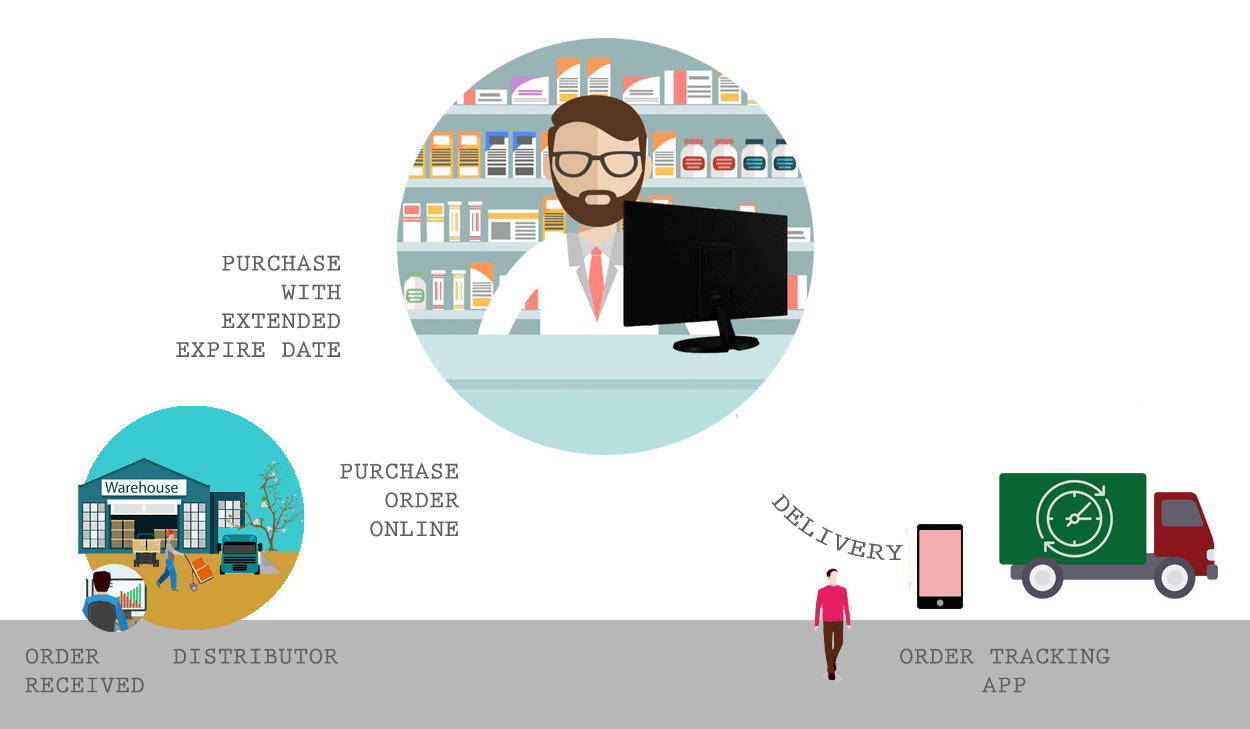 PURCHASE
WITH
EXTENDED
EXPIRE DATE
PURCHASE
ORDER
ONLINE
Warehouse
DELIVERY
ORDER
RECEIVED
DISTRIBUTOR
ORDER TRACKING
APP